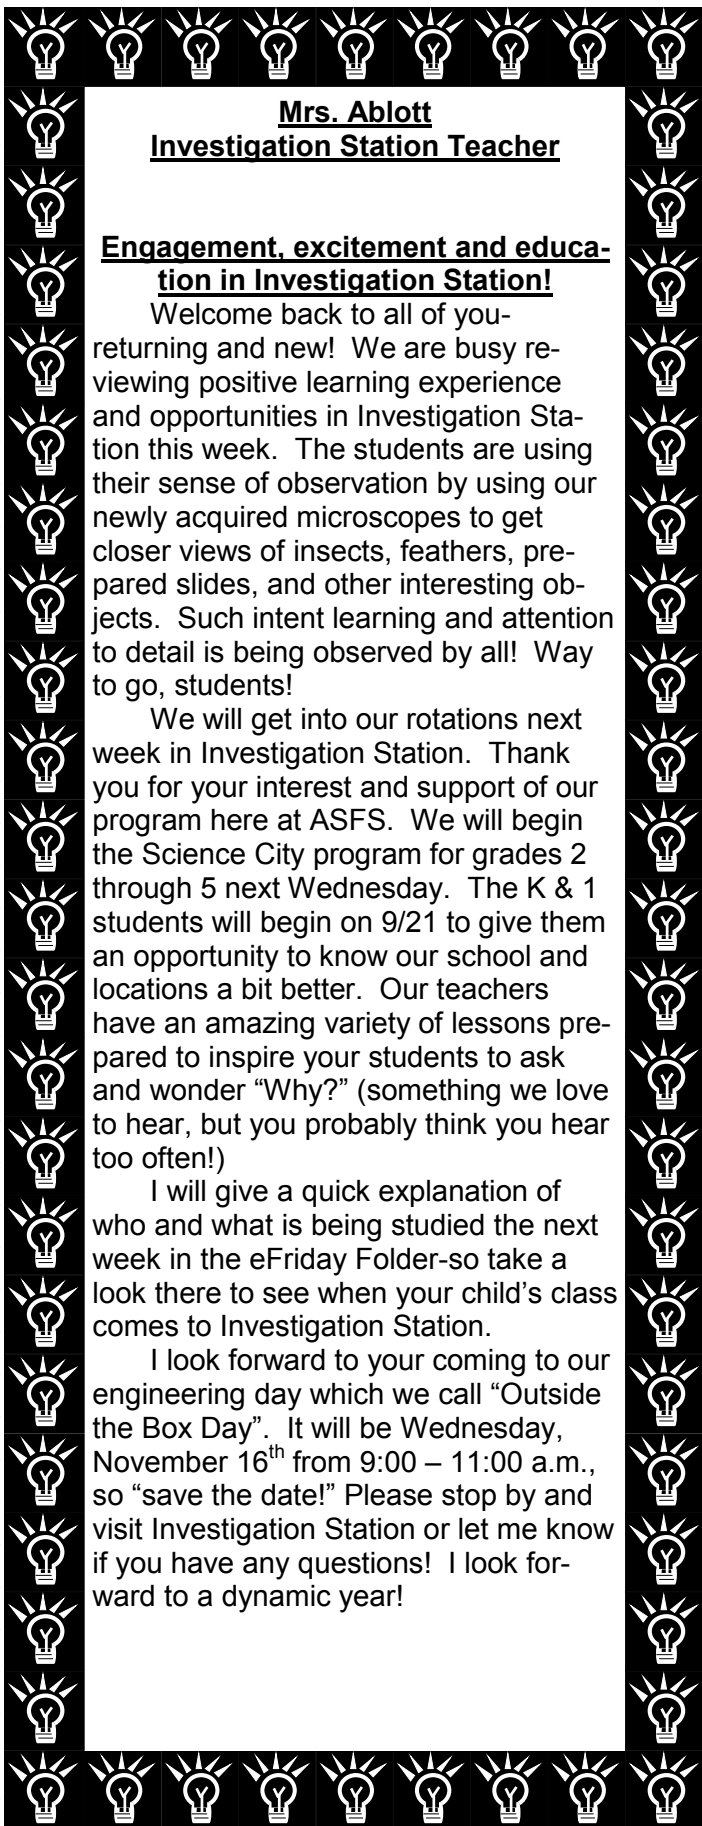 Mrs. Ablott
Investigation Station Teacher
Engagement, excitement and educa-
tion in Investigation Station!
Welcome back to all of you-
returning and new!  We are busy re-
viewing positive learning experience
and opportunities in Investigation Sta-
tion this week.  The students are using
their sense of observation by using our
newly acquired microscopes to get
closer views of insects, feathers, pre-
pared slides, and other interesting ob-
jects.  Such intent learning and attention
to detail is being observed by all!  Way
to go, students!
We will get into our rotations next
week in Investigation Station.  Thank
you for your interest and support of our
program here at ASFS.  We will begin
the Science City program for grades 2
through 5 next Wednesday.  The K & 1
students will begin on 9/21 to give them
an opportunity to know our school and
locations a bit better.  Our teachers
have an amazing variety of lessons pre-
pared to inspire your students to ask
and wonder “Why?” (something we love
to hear, but you probably think you hear
too often!)
I will give a quick explanation of
who and what is being studied the next
week in the eFriday Folder-so take a
look there to see when your child’s class
comes to Investigation Station.
I look forward to your coming to our
engineering day which we call “Outside
the Box Day”.  It will be Wednesday,
November 16th from 9:00 – 11:00 a.m.,
so “save the date!” Please stop by and
visit Investigation Station or let me know
if you have any questions!  I look for-
ward to a dynamic year!